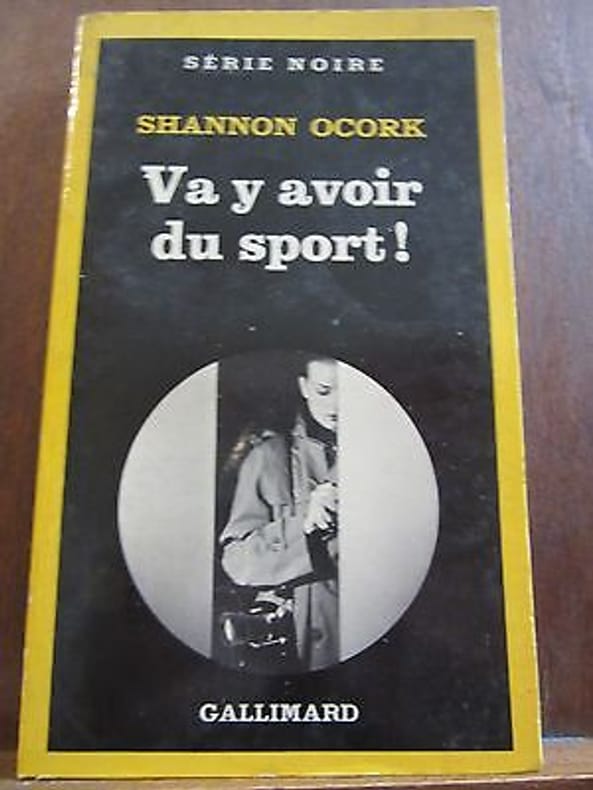 SÉRIE NOIRE
SHANNON OCORK
Va y avoir
du sport!
GALLIMARD